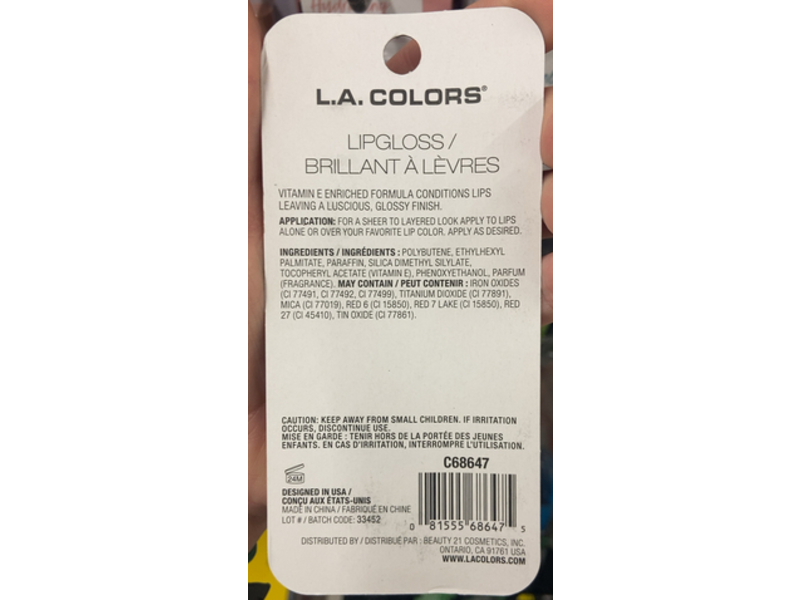 L.A. COLORS®
LIPGLOSS /
BRILLANT À LÈVRES
VITAMIN E ENRICHED FORMULA CONDITIONS LIPS
LEAVING A LUSCIOUS, GLOSSY FINISH.
APPLICATION: FOR A SHEER TO LAYERED LOOK APPLY TO LIPS
ALONE OR OVER YOUR FAVORITE LIP COLOR. APPLY AS DESIRED.
INGREDIENTS / INGRÉDIENTS : POLYBUTENE, ETHYLHEXYL
PALMITATE, PARAFFIN, SILICA DIMETHYL SILYLATE,
TOCOPHERYL ACETATE (VITAMIN E), PHENOXYETHANOL, PARFUM
(FRAGRANCE). MAY CONTAIN / PEUT CONTENIR : IRON OXIDES
(CI 77491, CI 77492, CI 77499), TITANIUM DIOXIDE (CI 77891),
MICA (CI 77019), RED 6 (CI 15850), RED 7 LAKE (CI 15850), RED
27 (CI 45410), TIN OXIDE (CI 77861).
CAUTION: KEEP AWAY FROM SMALL CHILDREN. IF IRRITATION
OCCURS, DISCONTINUE USE.
MISE EN GARDE : TENIR HORS DE LA PORTÉE DES JEUNES
ENFANTS. EN CAS D'IRRITATION, INTERROMPRE L'UTILISATION.
C68647
24M
DESIGNED IN USA /
CONÇU AUX ÉTATS-UNIS
MADE IN CHINA / FABRIQUÉ EN CHINE
LOT # / BATCH CODE: 33452
0 81555 68647 5
DISTRIBUTED BY / DISTRIBUÉ PAR : BEAUTY 21 COSMETICS, INC.
ONTARIO, CA 91761 USA
WWW.LACOLORS.COM